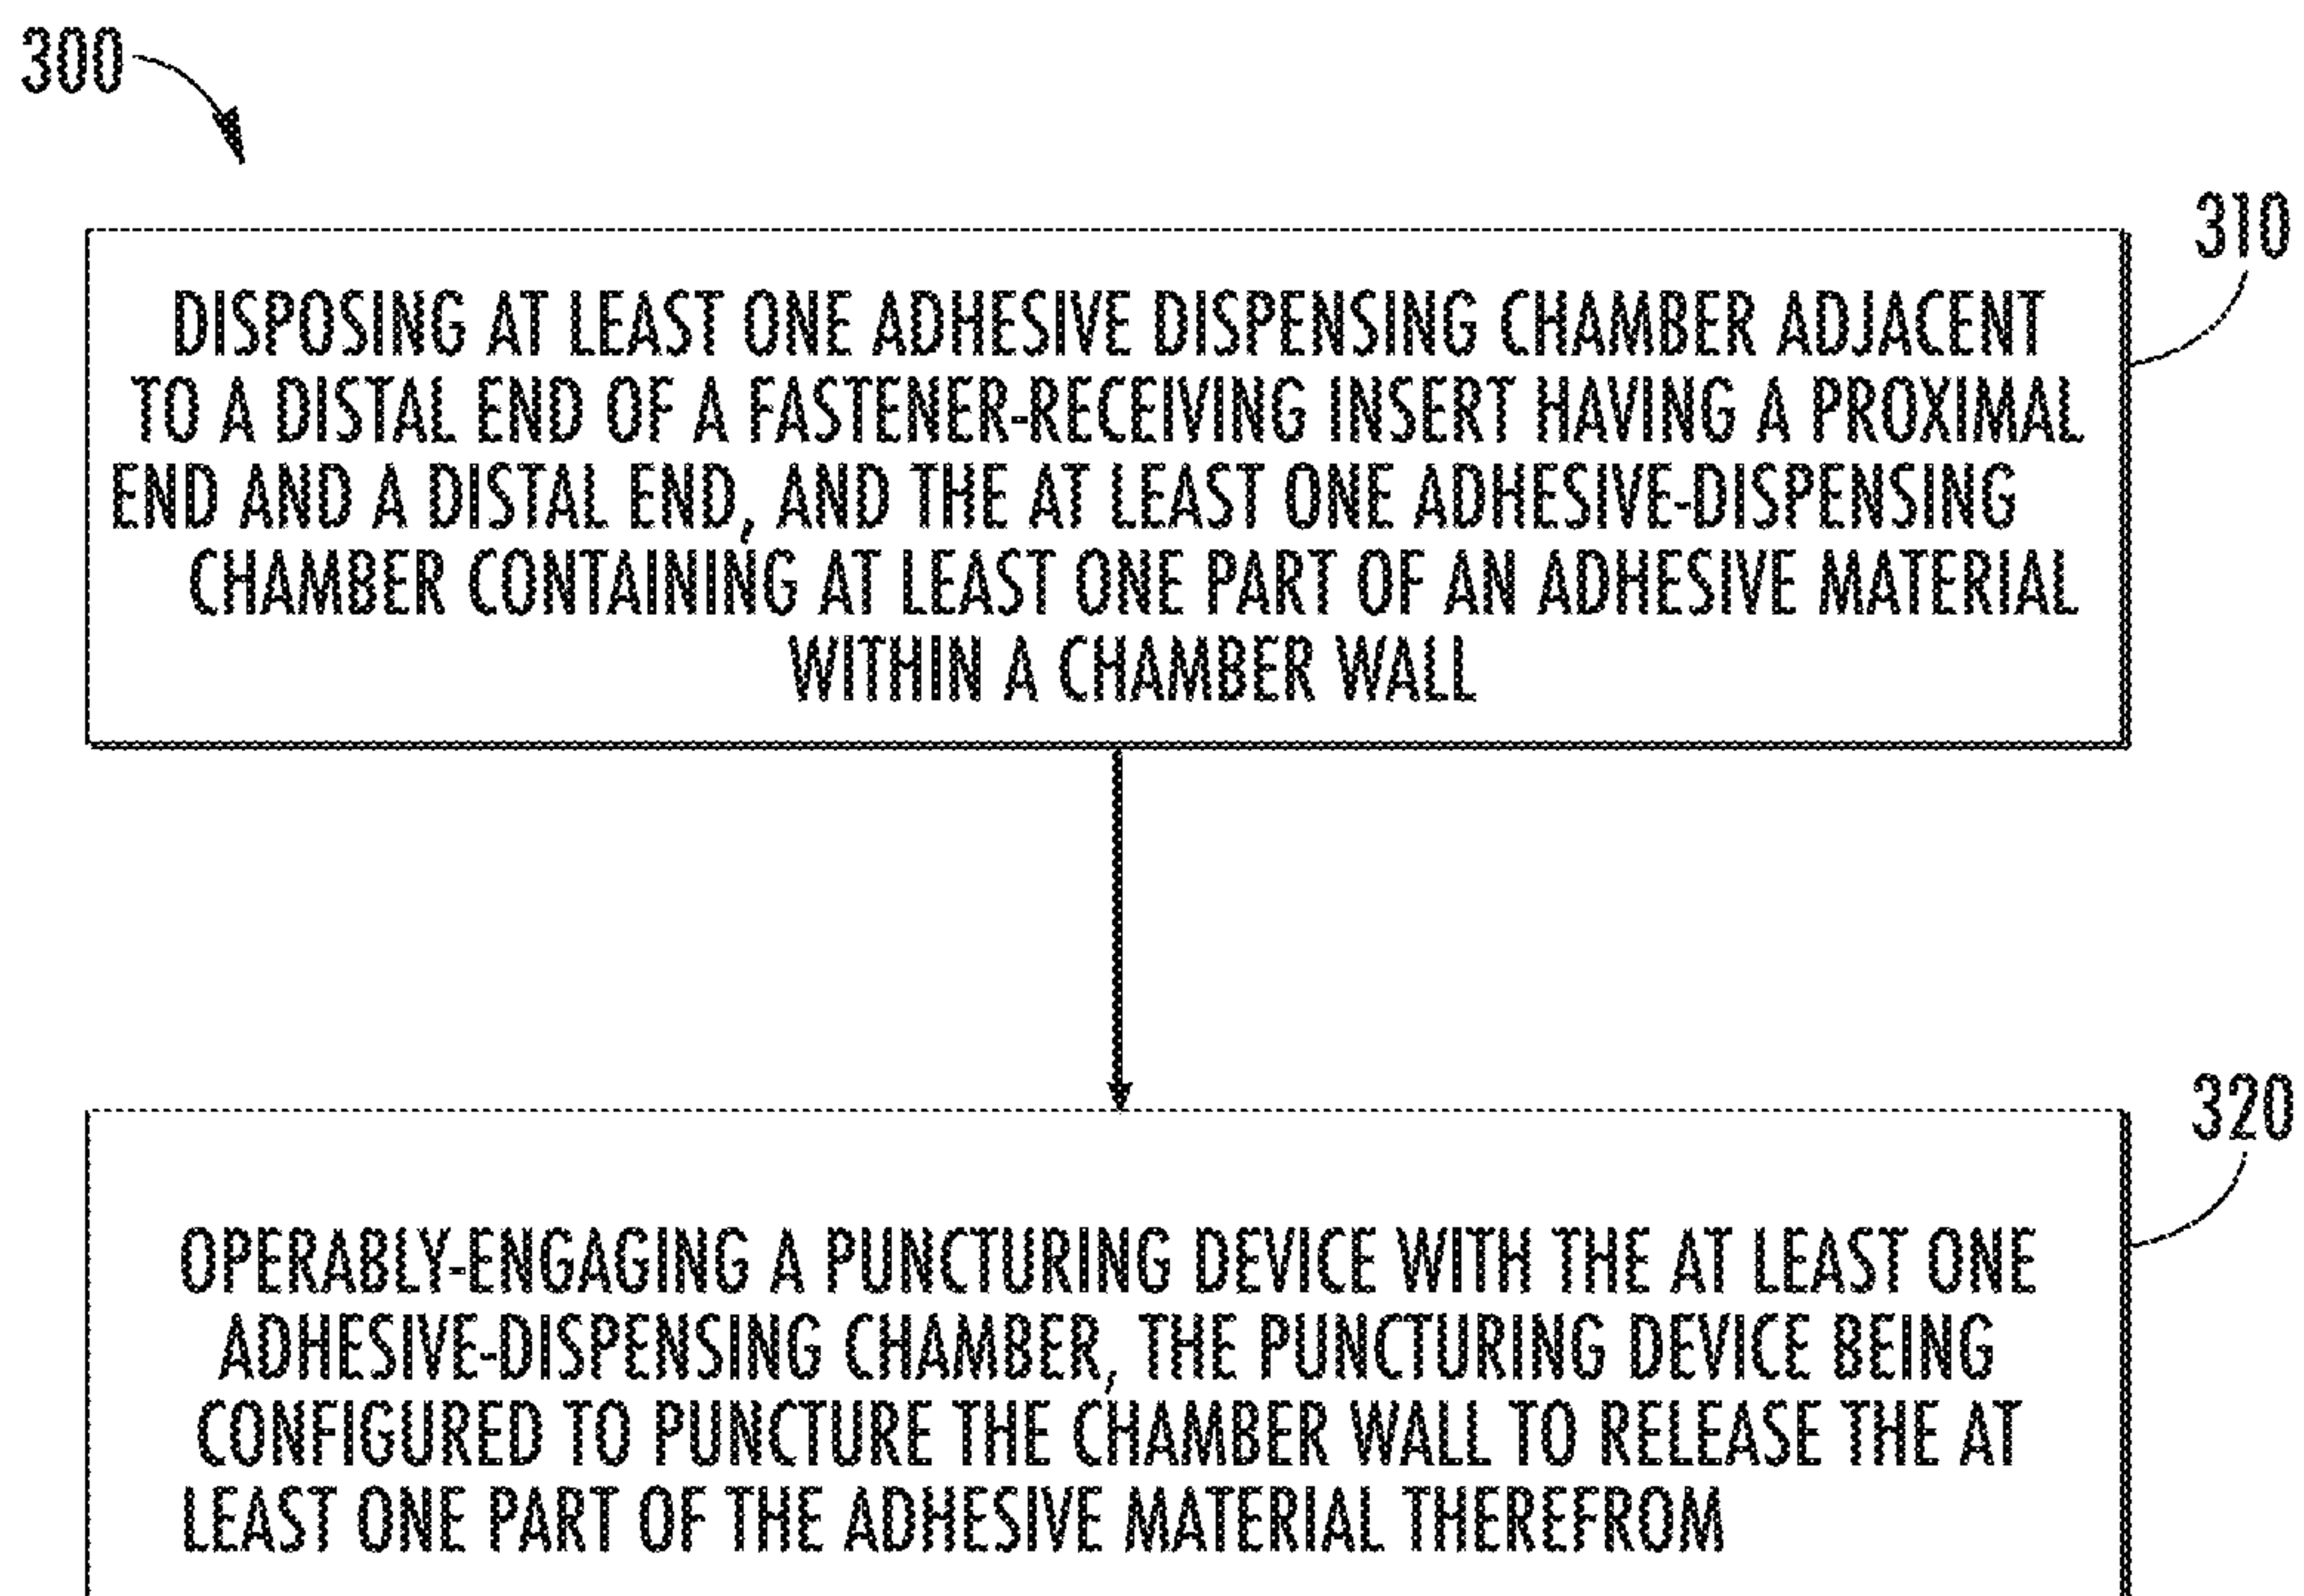 300
310
DISPOSING AT LEAST ONE ADHESIVE DISPENSING CHAMBER ADJACENT
TO A DISTAL END OF A FASTENER-RECEIVING INSERT HAVING A PROXIMAL
END AND A DISTAL END, AND THE AT LEAST ONE ADHESIVE-DISPENSING
CHAMBER CONTAINING AT LEAST ONE PART OF AN ADHESIVE MATERIAL
WITHIN A CHAMBER WALL
320
OPERABLY-ENGAGING A PUNCTURING DEVICE WITH THE AT LEAST ONE
ADHESIVE-DISPENSING CHAMBER, THE PUNCTURING DEVICE BEING
CONFIGURED TO PUNCTURE THE CHAMBER WALL TO RELEASE THE AT
LEAST ONE PART OF THE ADHESIVE MATERIAL THEREFROM